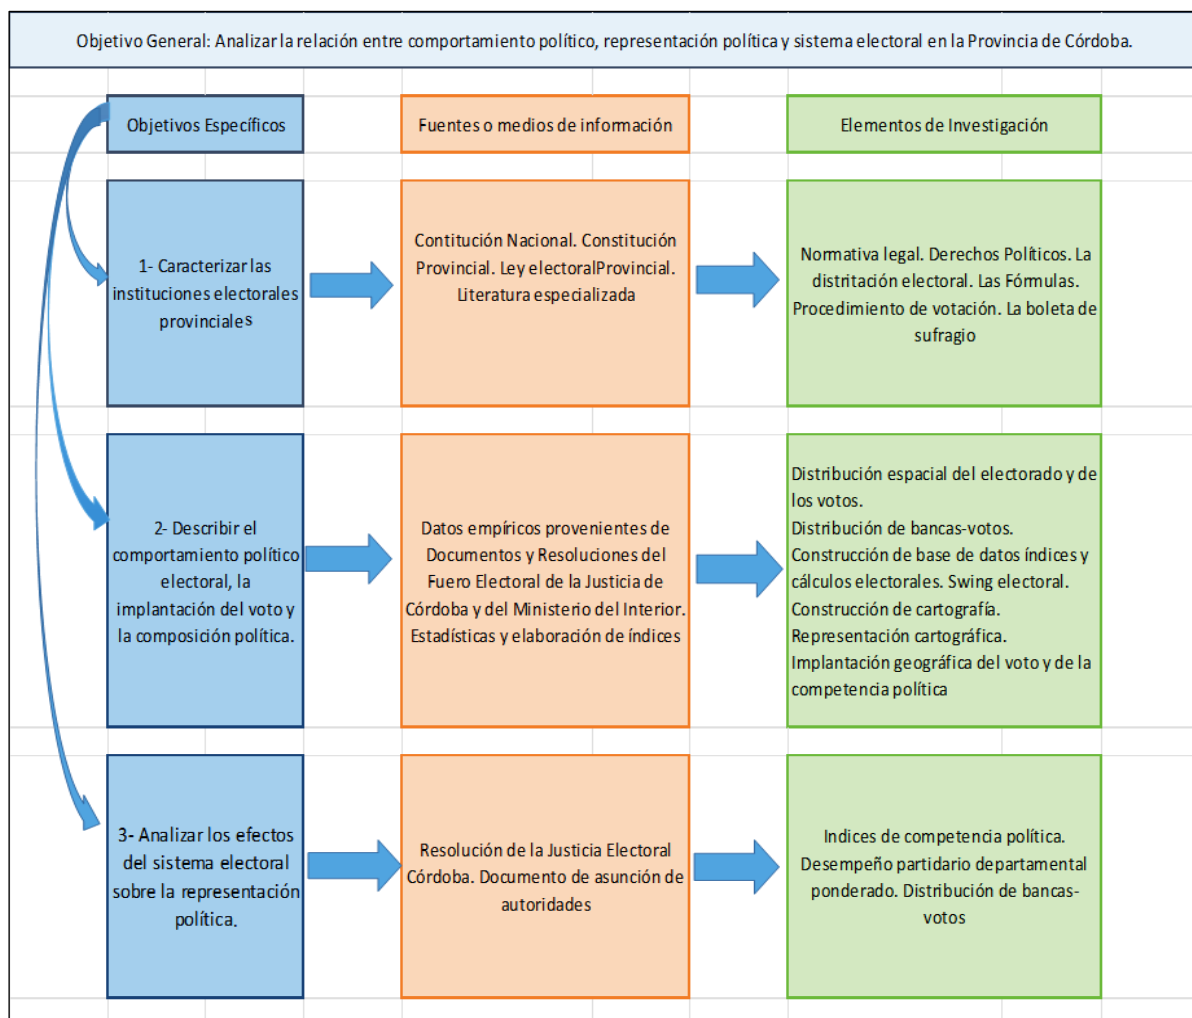 Objetivo General: Analizar la relación entre comportamiento político, representación política y sistema electoral en la Provincia de Córdoba.
Objetivos Específicos
Fuentes o medios de información
Elementos de Investigación
1- Caracterizar las
instituciones electorales
provinciales
Contitución Nacional. Constitución
Provincial. Ley electoralProvincial.
Literatura especializada
Normativa legal. Derechos Políticos. La
distritación electoral. Las Fórmulas.
Procedimiento de votación. La boleta de
sufragio
2- Describir el
comportamiento político
electoral, la
implantación del voto y
la composición política.
Datos empíricos provenientes de
Documentos y Resoluciones del
Fuero Electoral de la Justicia de
Córdoba y del Ministerio del Interior.
Estadísticas y elaboración de índices
Distribución espacial del electorado y de
los votos.
Distribución de bancas-votos.
Construcción de base de datos índices y
cálculos electorales. Swing electoral.
Construcción de cartografía.
Representación cartográfica.
Implantación geográfica del voto y de la
competencia política
3- Analizar los efectos
del sistema electoral
sobre la representación
política.
Resolución de la Justicia Electoral
Córdoba. Documento de asunción de
autoridades
Indices de competencia política.
Desempeño partidario departamental
ponderado. Distribución de bancas-
votos